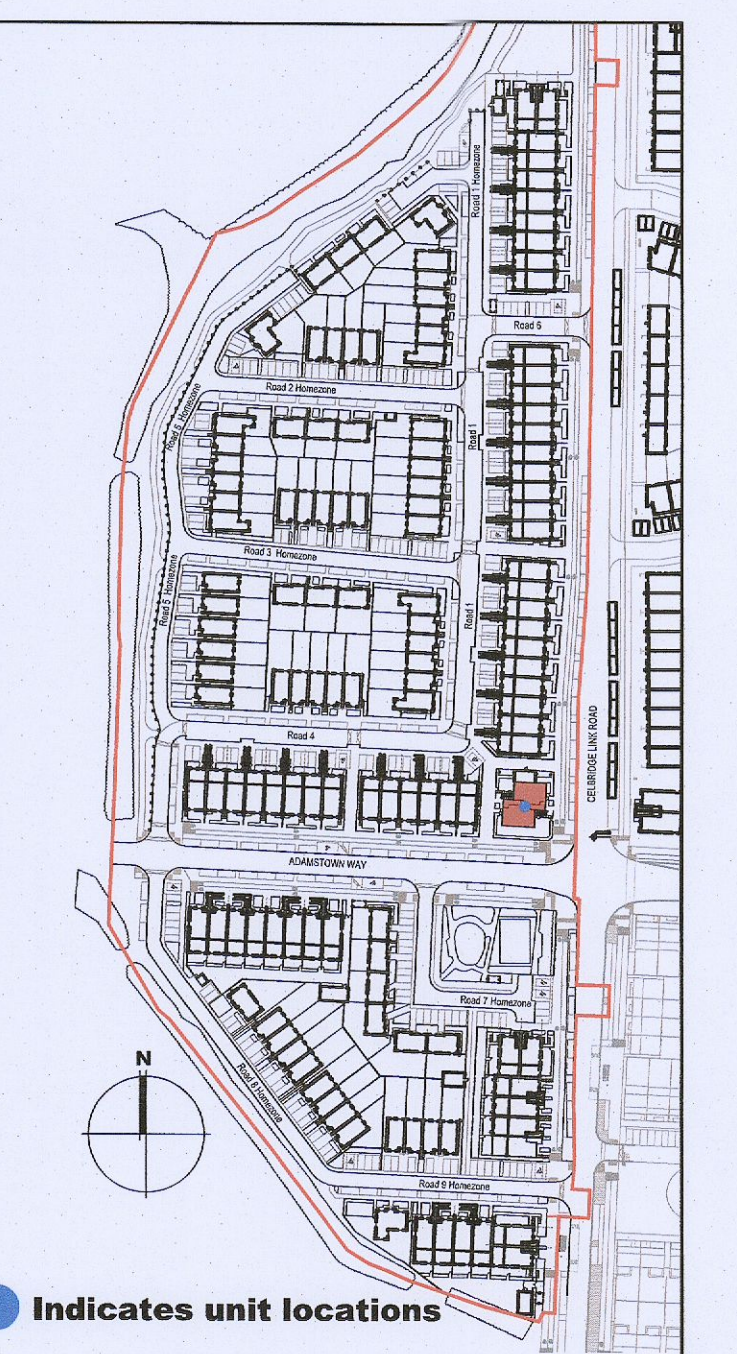 Road 1 Homezone
Road 6
Road 2 Homezone
Road 5 Homezone
Road 1
Road 3 Homezone
Road 5 Homezone
Road 1
CELBRIDGE LINK ROAD
Road 4
ADAMSTOWN WAY
Road 7 Homezone
N
Road 8 Homezone
Road 9 Homezone
Indicates unit locations